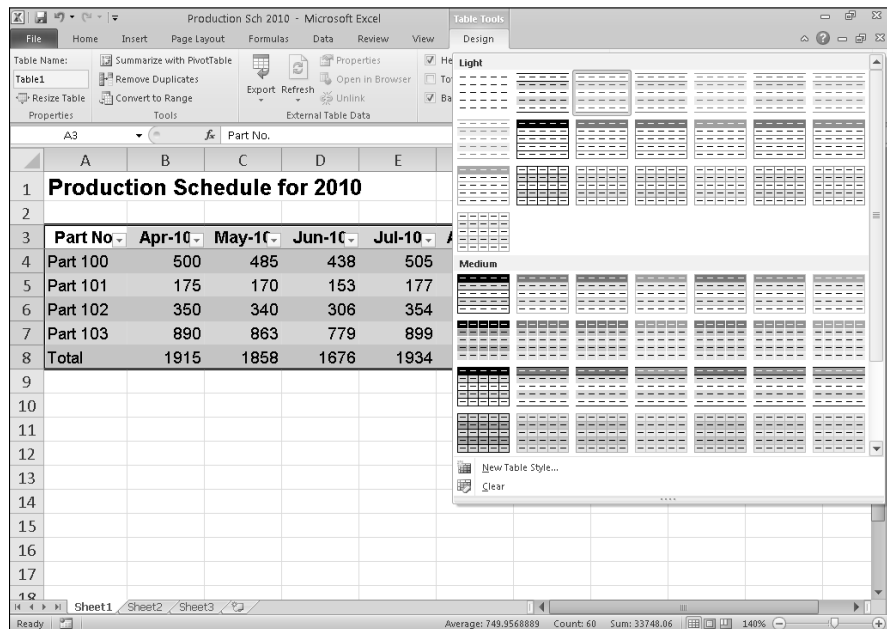 Production Sch 2010 - Microsoft Excel
Table Tools
File Home Insert Page Layout Formulas Data Review View Design
Table Name:
Table1
Resize Table
Properties
Summarize with PivotTable
Remove Duplicates
Convert to Range
Tools
Export Refresh
Properties
Open in Browser
Unlink
External Table Data
He
To
Ba
A3 fx Part No.
A B C D E
1 Production Schedule for 2010
2
3 Part No Apr-10 May-10 Jun-10 Jul-10 A
4 Part 100 500 485 438 505
5 Part 101 175 170 153 177
6 Part 102 350 340 306 354
7 Part 103 890 863 779 899
8 Total 1915 1858 1676 1934
9
10
11
12
13
14
15
16
17
18
Light
Medium
New Table Style...
Clear
Sheet1 Sheet2 Sheet3
Ready Average: 749.9568889 Count: 60 Sum: 33748.06 140%